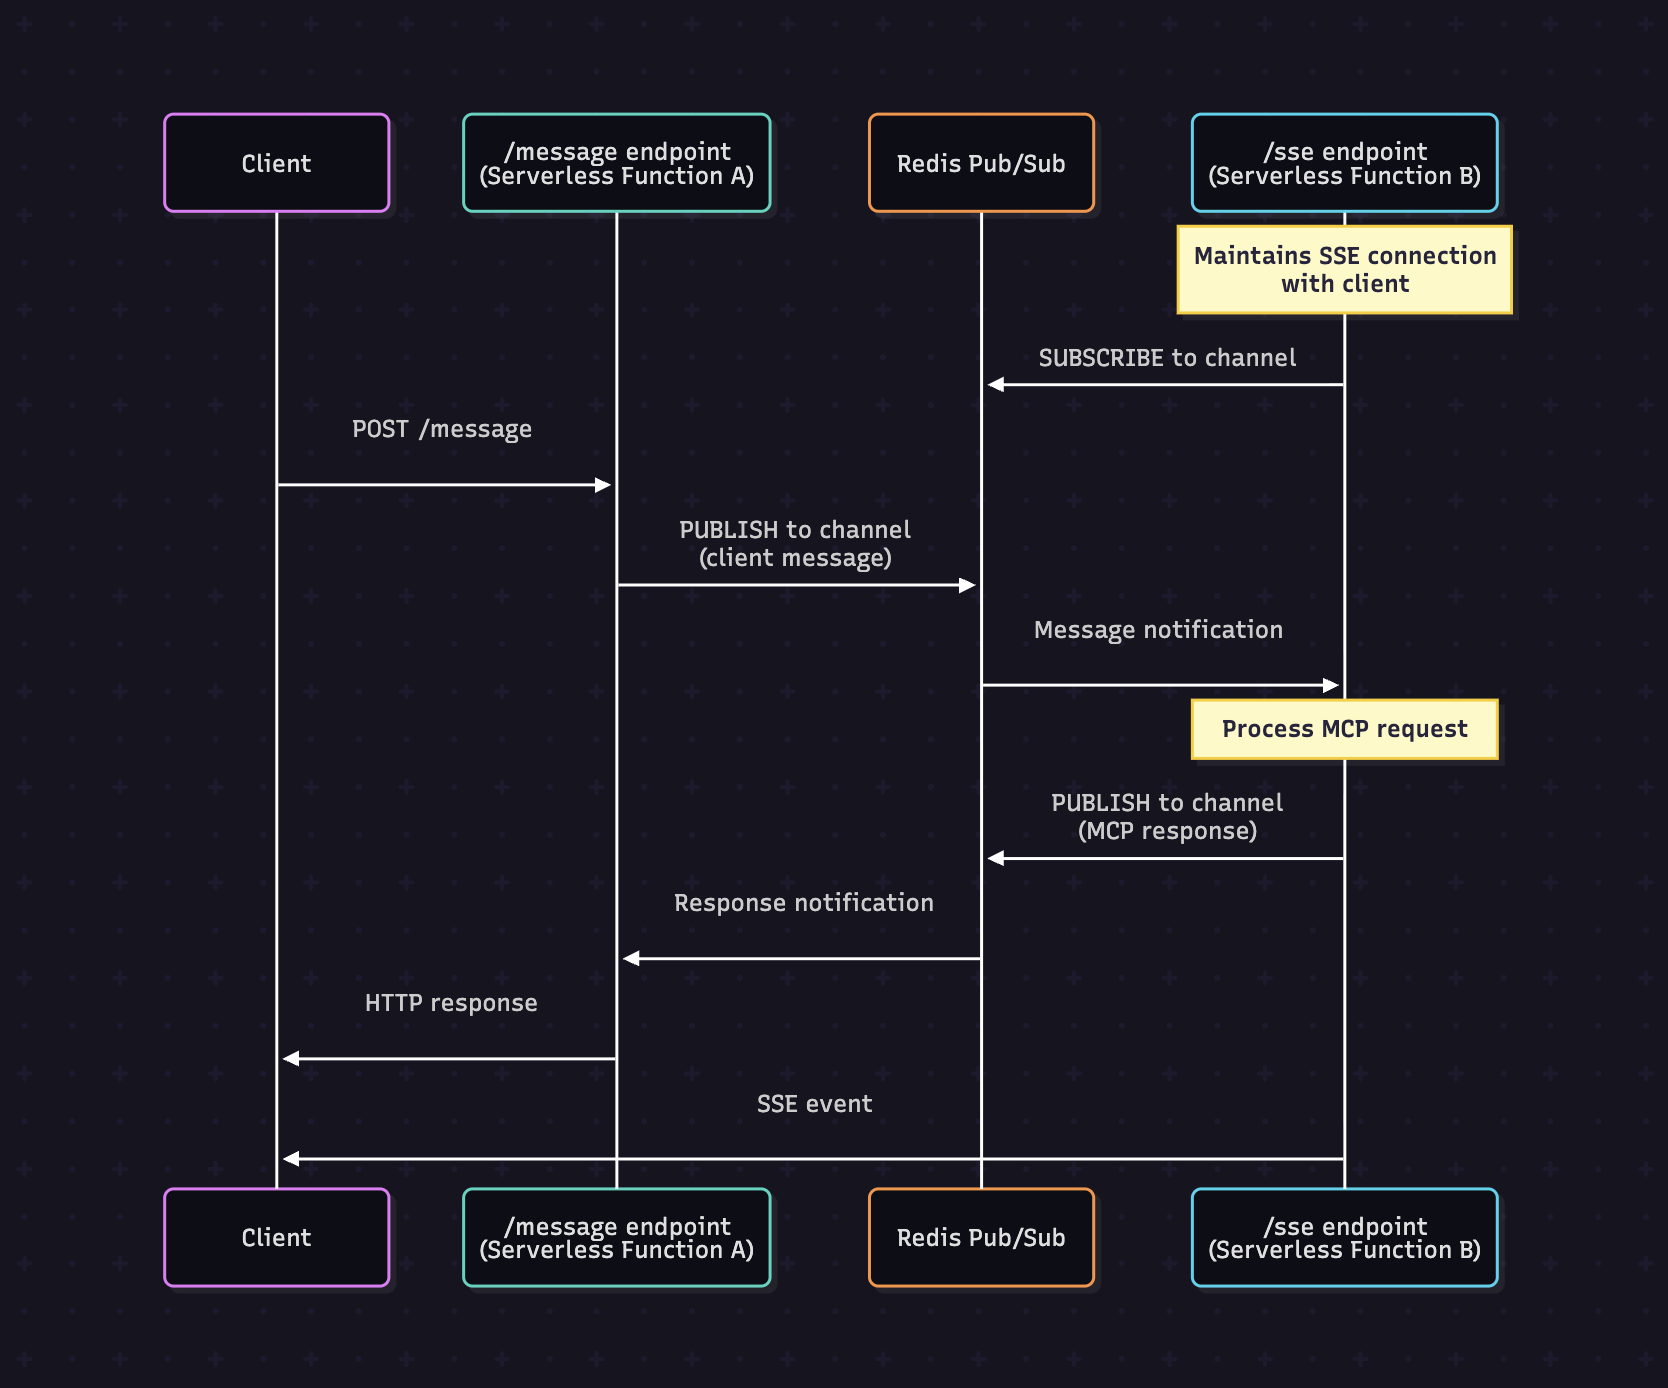 Client
/message endpoint
(Serverless Function A)
Redis Pub/Sub
/sse endpoint
(Serverless Function B)
Maintains SSE connection
with client
SUBSCRIBE to channel
POST /message
PUBLISH to channel
(client message)
Message notification
Process MCP request
PUBLISH to channel
(MCP response)
Response notification
HTTP response
SSE event
Client
/message endpoint
(Serverless Function A)
Redis Pub/Sub
/sse endpoint
(Serverless Function B)